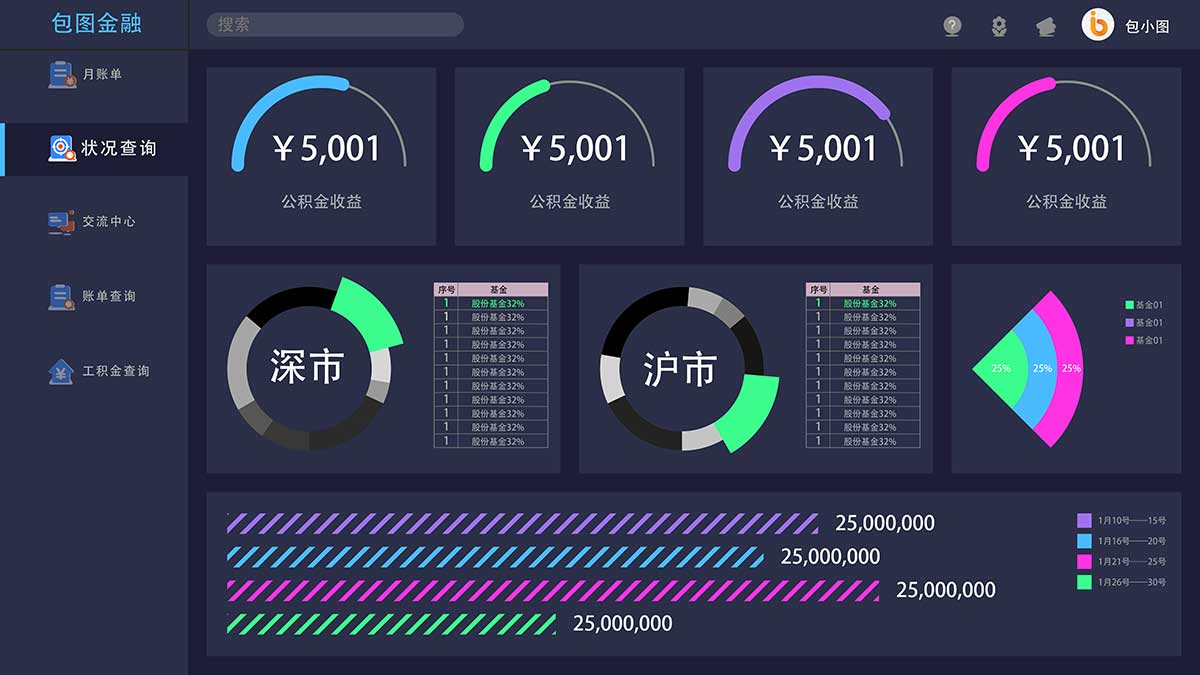 包图金融
搜索
?
包小图
月账单
状况查询
交流中心
账单查询
工积金查询
￥5,001
公积金收益
￥5,001
公积金收益
￥5,001
公积金收益
￥5,001
公积金收益
深市
序号 基金
1 股份基金32%
1 股份基金32%
1 股份基金32%
1 股份基金32%
1 股份基金32%
1 股份基金32%
1 股份基金32%
1 股份基金32%
1 股份基金32%
1 股份基金32%
1 股份基金32%
沪市
序号 基金
1 股份基金32%
1 股份基金32%
1 股份基金32%
1 股份基金32%
1 股份基金32%
1 股份基金32%
1 股份基金32%
1 股份基金32%
1 股份基金32%
1 股份基金32%
1 股份基金32%
25% 25% 25%
基金01
基金01
基金01
25,000,000
25,000,000
25,000,000
25,000,000
1月10号——15号
1月16号——20号
1月21号——25号
1月26号——30号